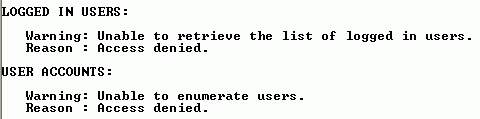 LOGGED IN USERS:
Warning: Unable to retrieve the list of logged in users.
Reason : Access denied.
USER ACCOUNTS:
Warning: Unable to enumerate users.
Reason : Access denied.